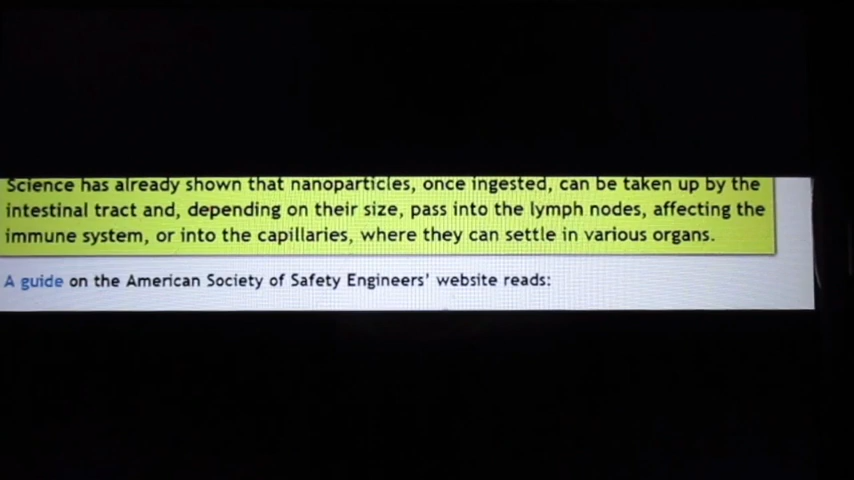 Science has already shown that nanoparticles, once ingested, can be taken up by the
intestinal tract and, depending on their size, pass into the lymph nodes, affecting the
immune system, or into the capillaries, where they can settle in various organs.
A guide on the American Society of Safety Engineers' website reads: